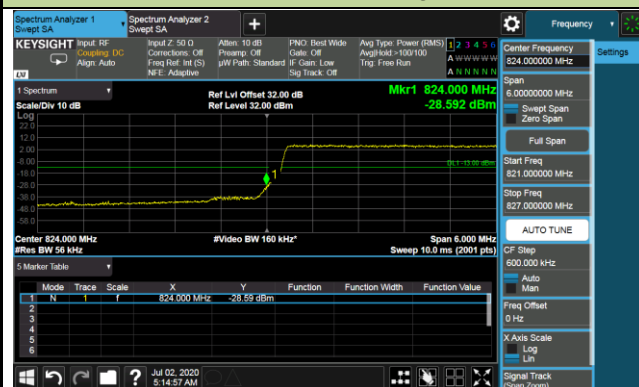 Spectrum Analyzer 1
Swept SA
Spectrum Analyzer 2
Swept SA
+
Frequency
KEYSIGHT
Input: RF
Coupling: DC
Align: Auto
Input Z: 50 Ω
Corrections: Off
Freq Ref: Int (S)
NFE: Adaptive
Atten: 10 dB
Preamp: Off
µW Path: Standard
PNO: Best Wide
Gate: Off
IF Gain: Low
Sig Track: Off
Avg Type: Power (RMS)
Avg|Hold:>100/100
Trig: Free Run
1 2 3 4 5 6
A W W W W W
A N N N N N
LXI
1 Spectrum
Scale/Div 10 dB
Ref Lvl Offset 32.00 dB
Ref Level 32.00 dBm
Mkr1 824.000 MHz
-28.592 dBm
Log
22.0
12.0
2.00
-8.00
-18.0
-28.0
-38.0
-48.0
-58.0
DL1 -13.00 dBm
1
Center 824.000 MHz
#Res BW 56 kHz
#Video BW 160 kHz*
Span 6.000 MHz
Sweep 10.0 ms (2001 pts)
5 Marker Table
Mode Trace Scale X Y Function Function Width Function Value
1 N 1 f 824.000 MHz -28.59 dBm
2
3
4
5
6
Jul 02, 2020
5:14:57 AM
Center Frequency
824.000000 MHz
Settings
Span
6.00000000 MHz
Swept Span
Zero Span
Full Span
Start Freq
821.000000 MHz
Stop Freq
827.000000 MHz
AUTO TUNE
CF Step
600.000 kHz
Auto
Man
Freq Offset
0 Hz
X Axis Scale
Log
Lin
Signal Track
(Span Zoom)